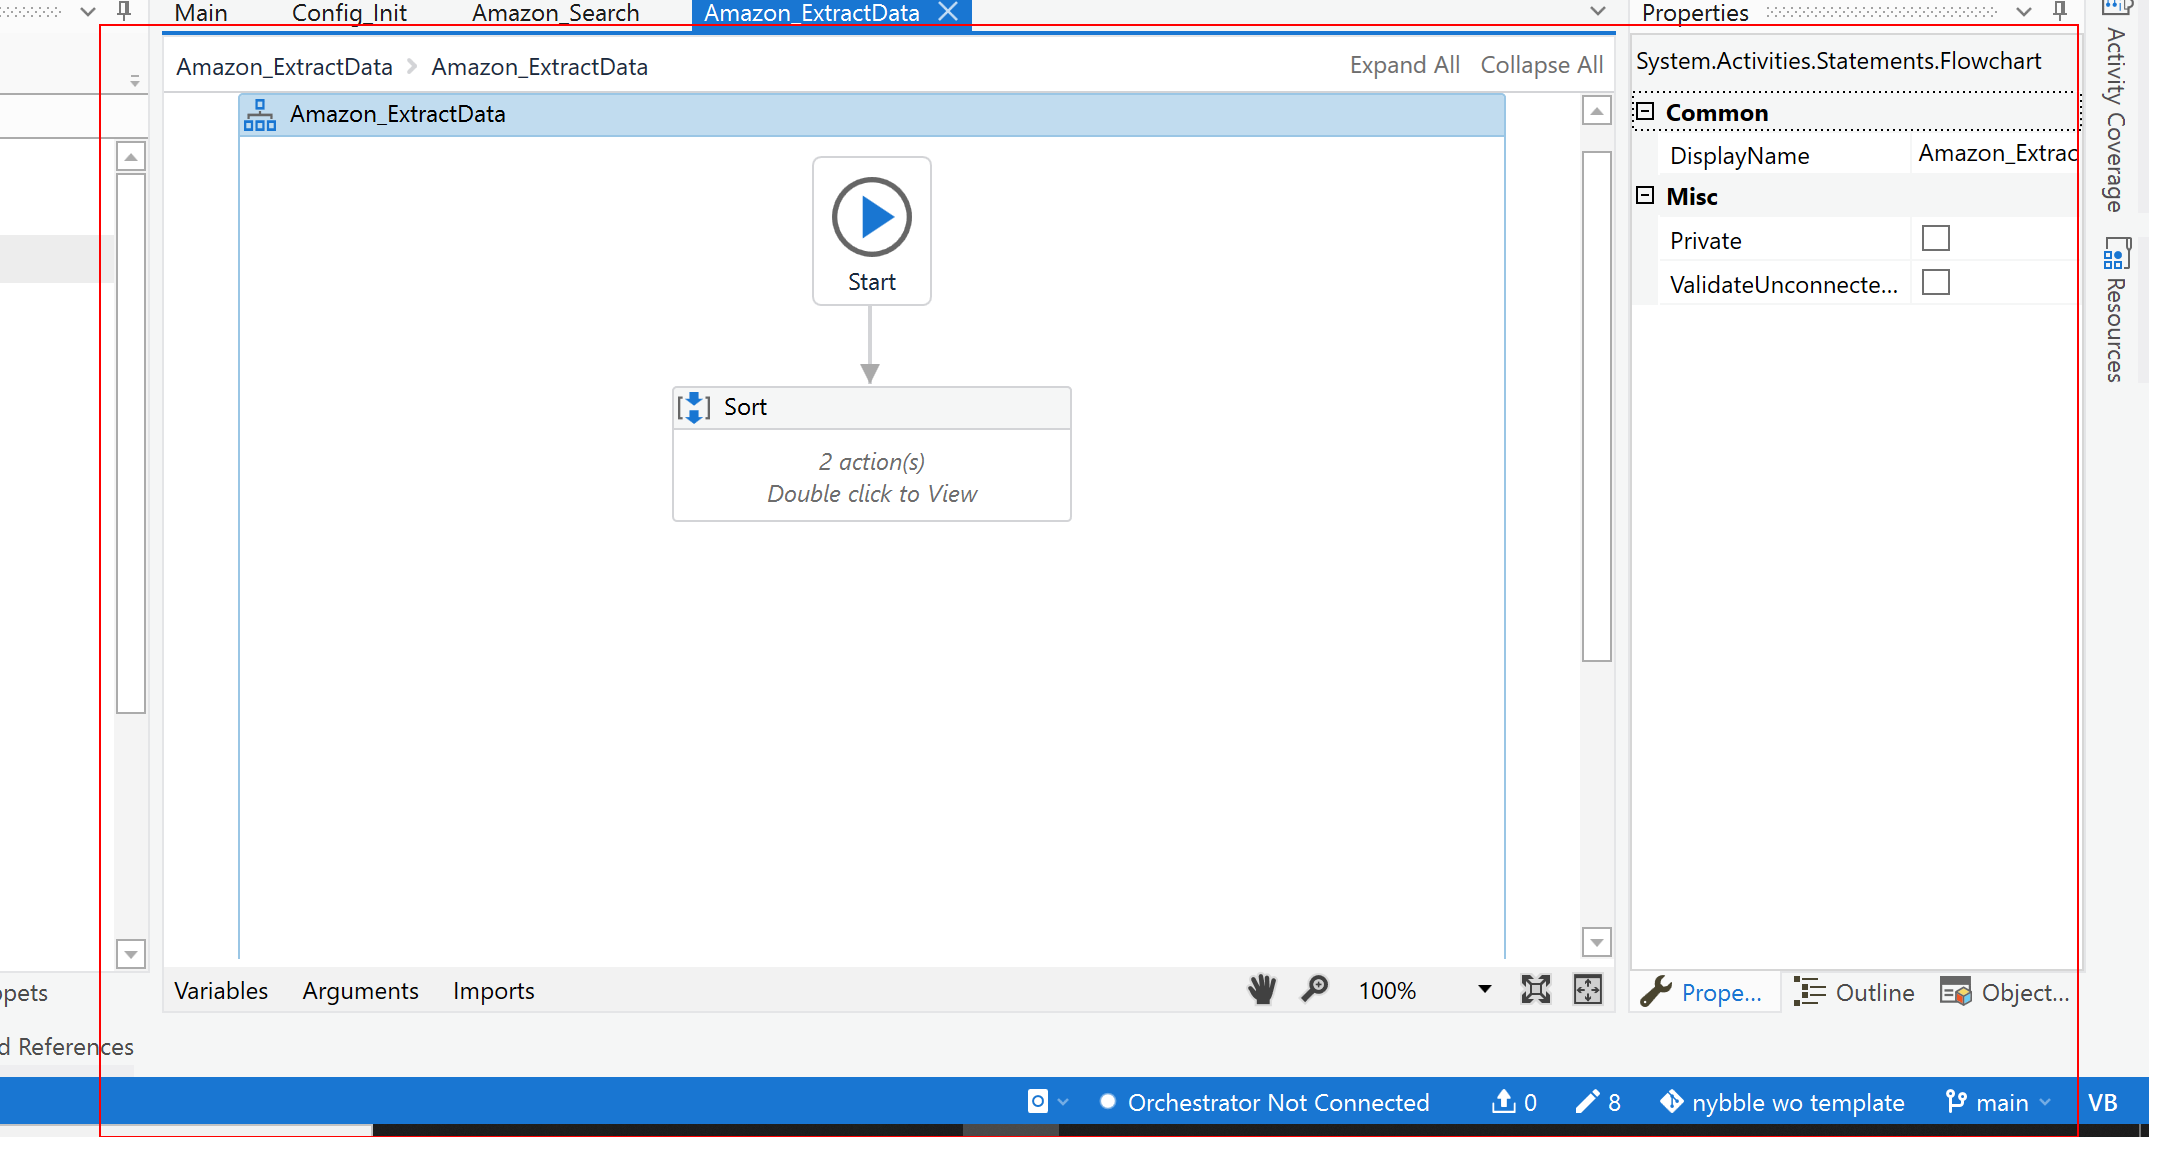 Main Config_Init Amazon_Search Amazon_ExtractData
Properties
Amazon_ExtractData > Amazon_ExtractData
Expand All Collapse All
System.Activities.Statements.Flowchart
Amazon_ExtractData
Common
DisplayName Amazon_Extrac
Misc
Private
ValidateUnconnecte...
Start
Sort
2 action(s)
Double click to View
Activity Coverage
Resources
ppets
Variables Arguments Imports
100%
Prope... Outline Object...
d References
Orchestrator Not Connected 0 8 nybble wo template main VB